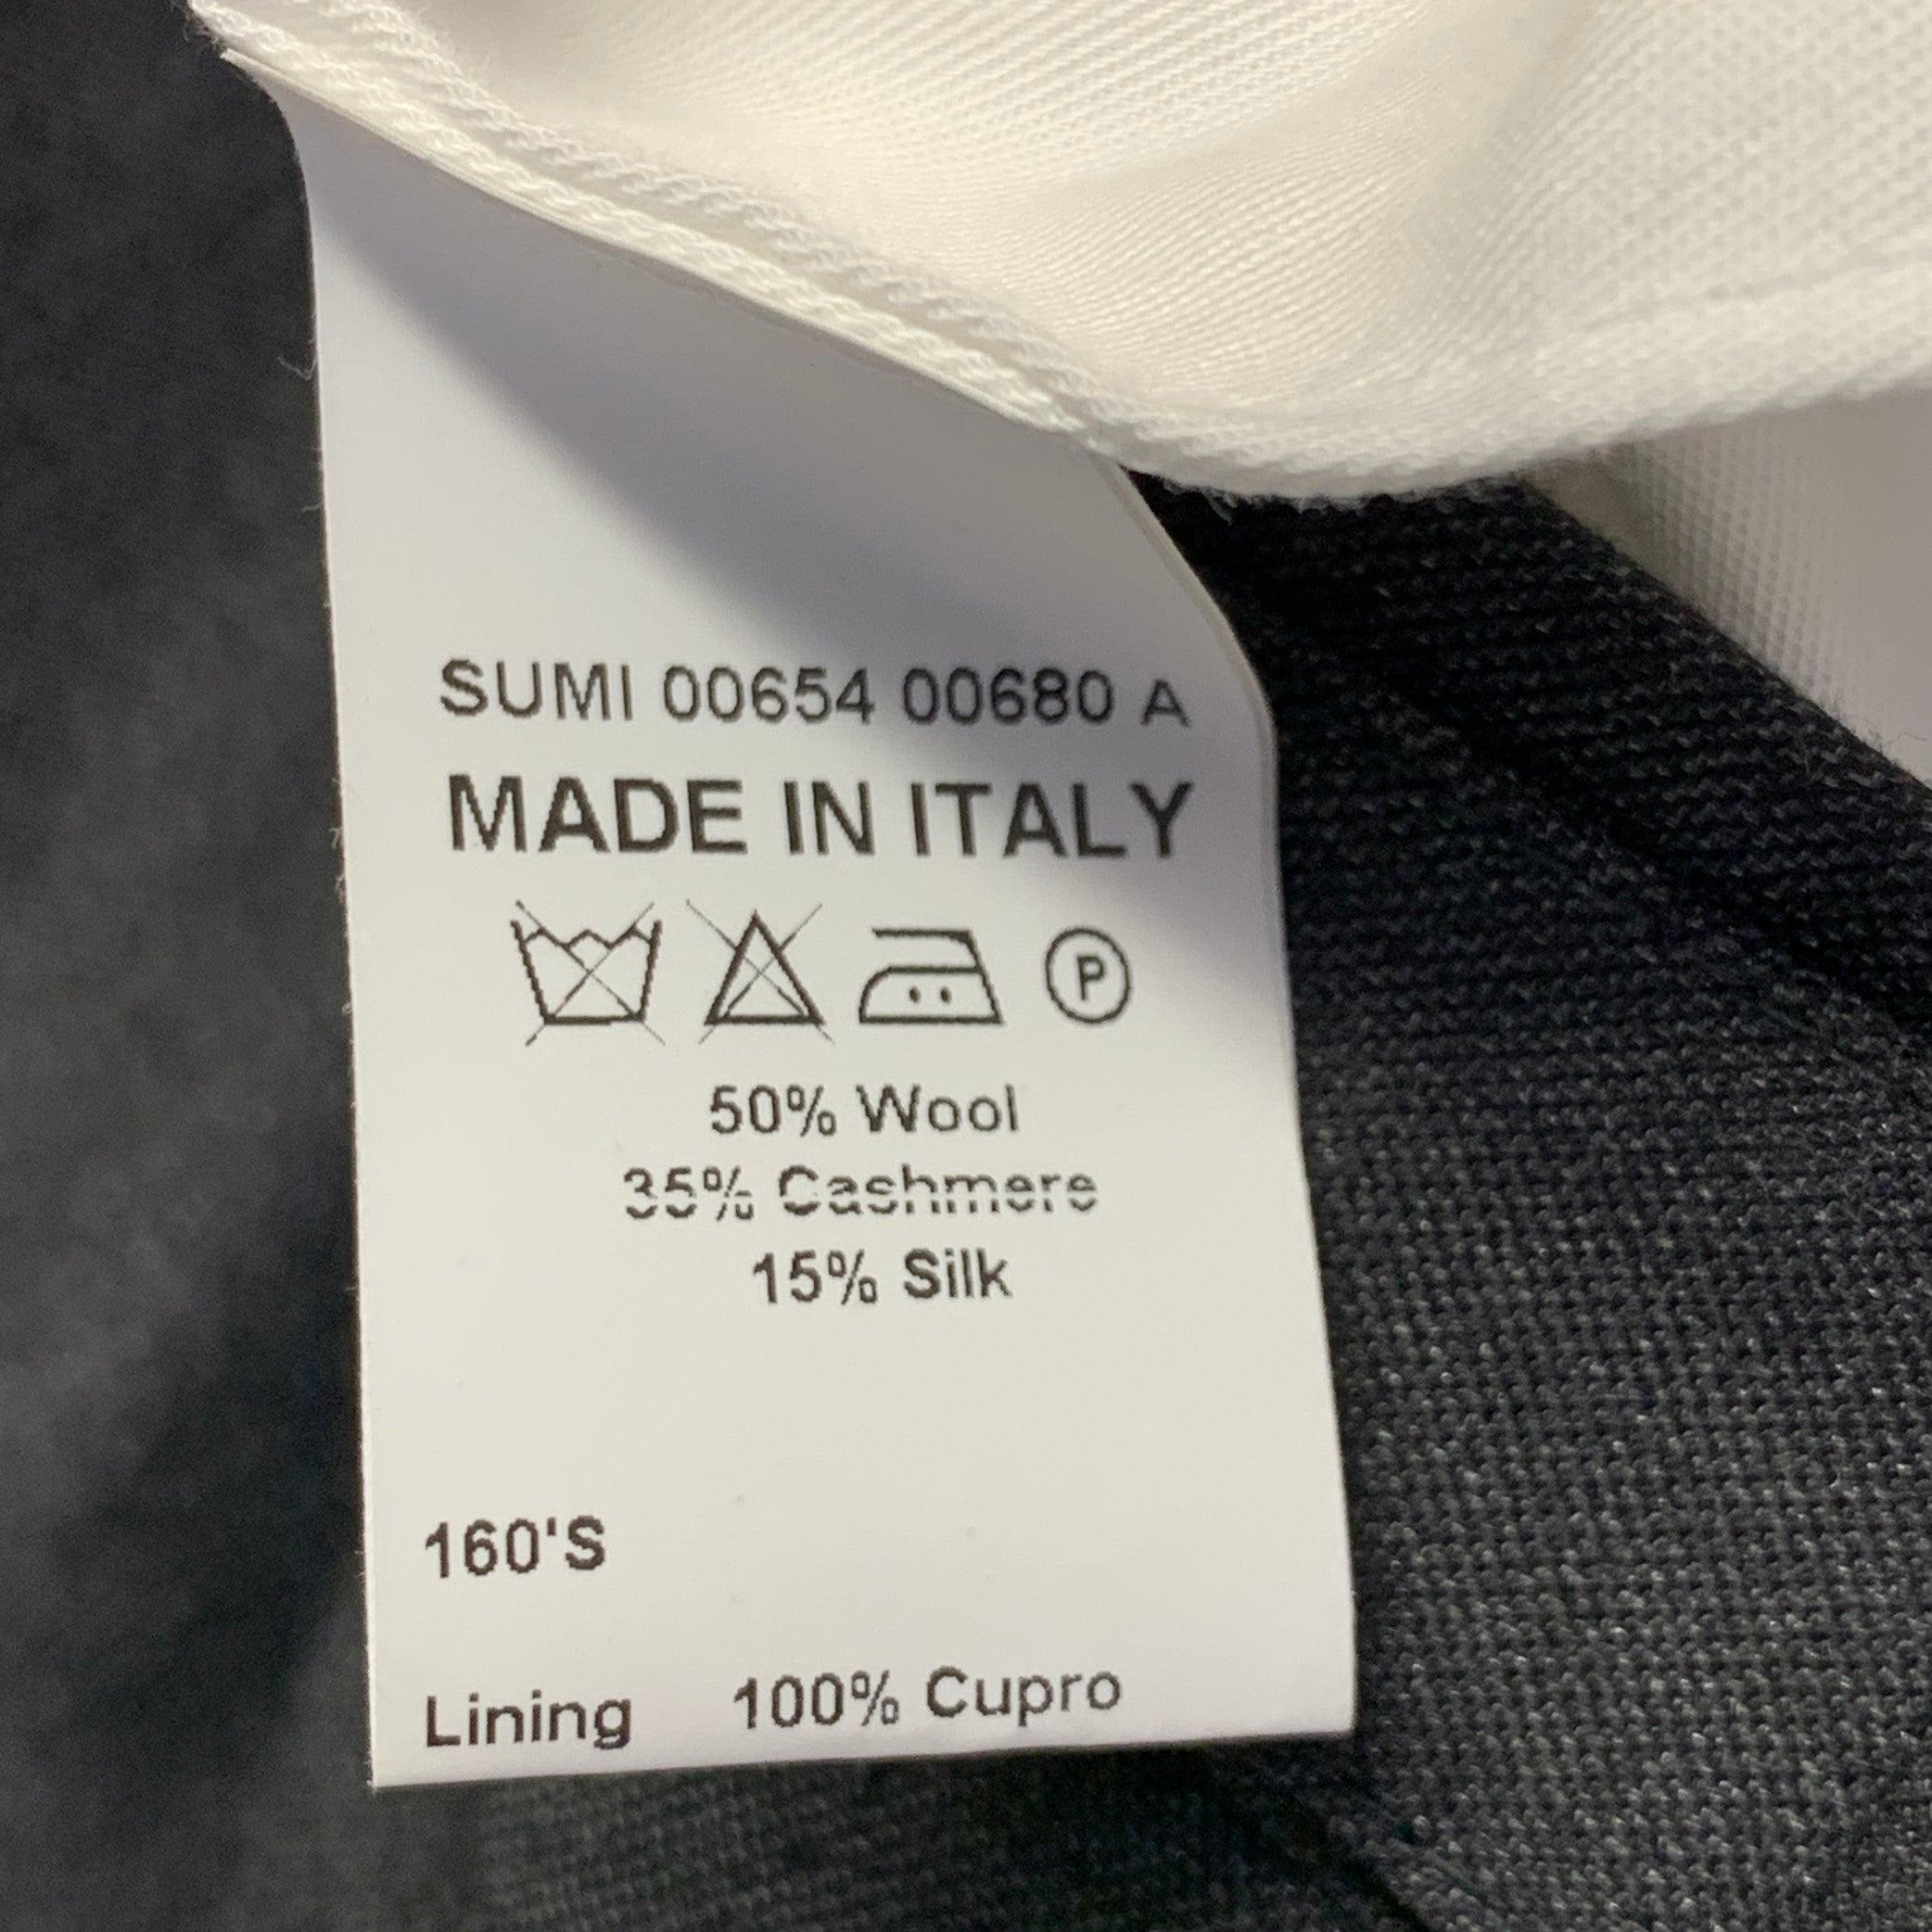 SUMI 00654 00680 A
MADE IN ITALY
P
50% Wool
35% Cashmere
15% Silk
160'S
Lining 100% Cupro